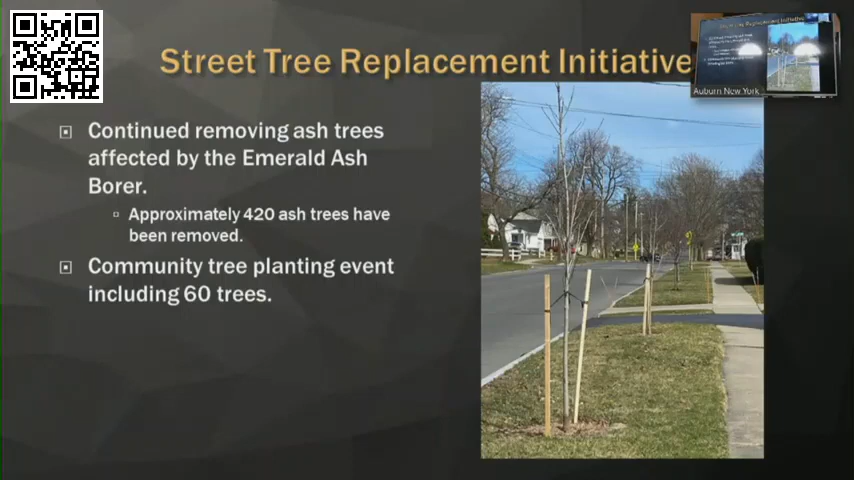 Street Tree Replacement Initiative
Continued removing ash trees
affected by the Emerald Ash
Borer.
Approximately 420 ash trees have
been removed.
Community tree planting event
including 60 trees.
Auburn New York